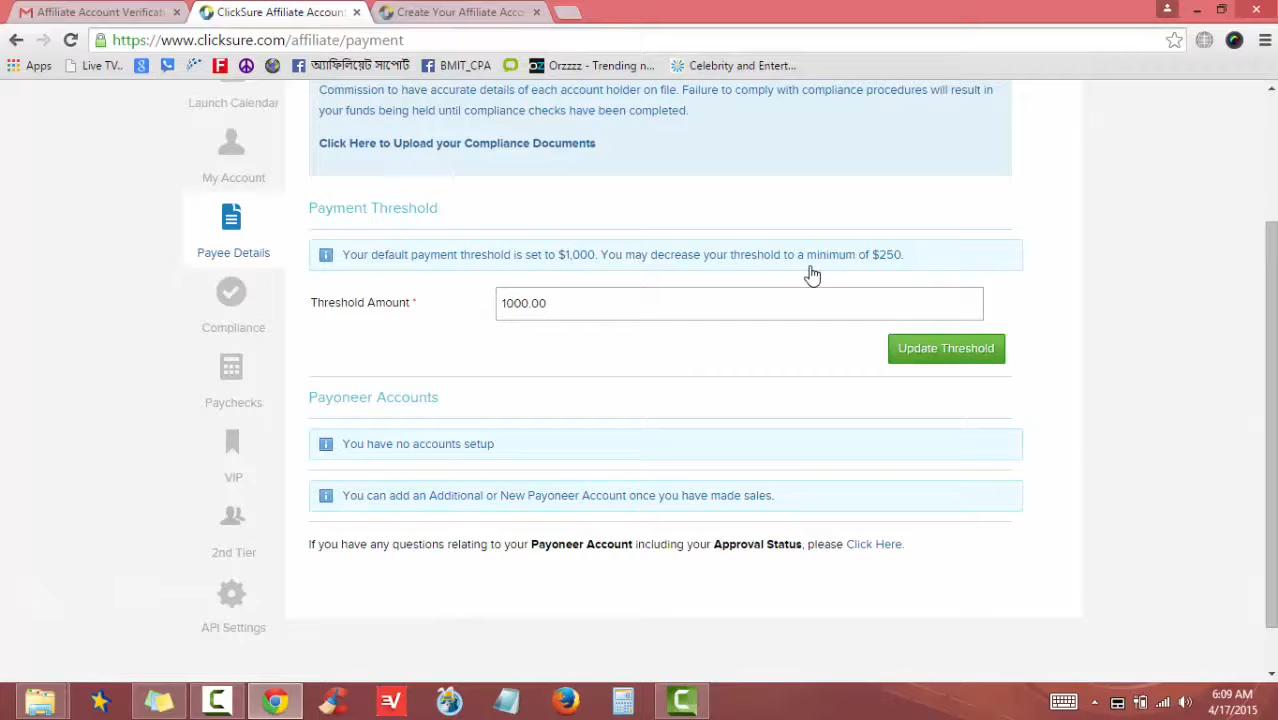 Affiliate Account Verificati
ClickSure Affiliate Accoun
Create Your Affiliate Acco
https://www.clicksure.com/affiliate/payment
Apps
Live TV..
অ্যাফিলিয়েট সাপোর্ট
BMIT_CPA
Orzzzz - Trending n...
Celebrity and Entert...
Launch Calendar
My Account
Payee Details
Compliance
Paychecks
VIP
2nd Tier
API Settings
Commission to have accurate details of each account holder on file. Failure to comply with compliance procedures will result in
your funds being held until compliance checks have been completed.
Click Here to Upload your Compliance Documents
Payment Threshold
Your default payment threshold is set to $1,000. You may decrease your threshold to a minimum of $250.
Threshold Amount *
1000.00
Update Threshold
Payoneer Accounts
You have no accounts setup
You can add an Additional or New Payoneer Account once you have made sales.
If you have any questions relating to your Payoneer Account including your Approval Status, please Click Here.
6:09 AM
4/17/2015